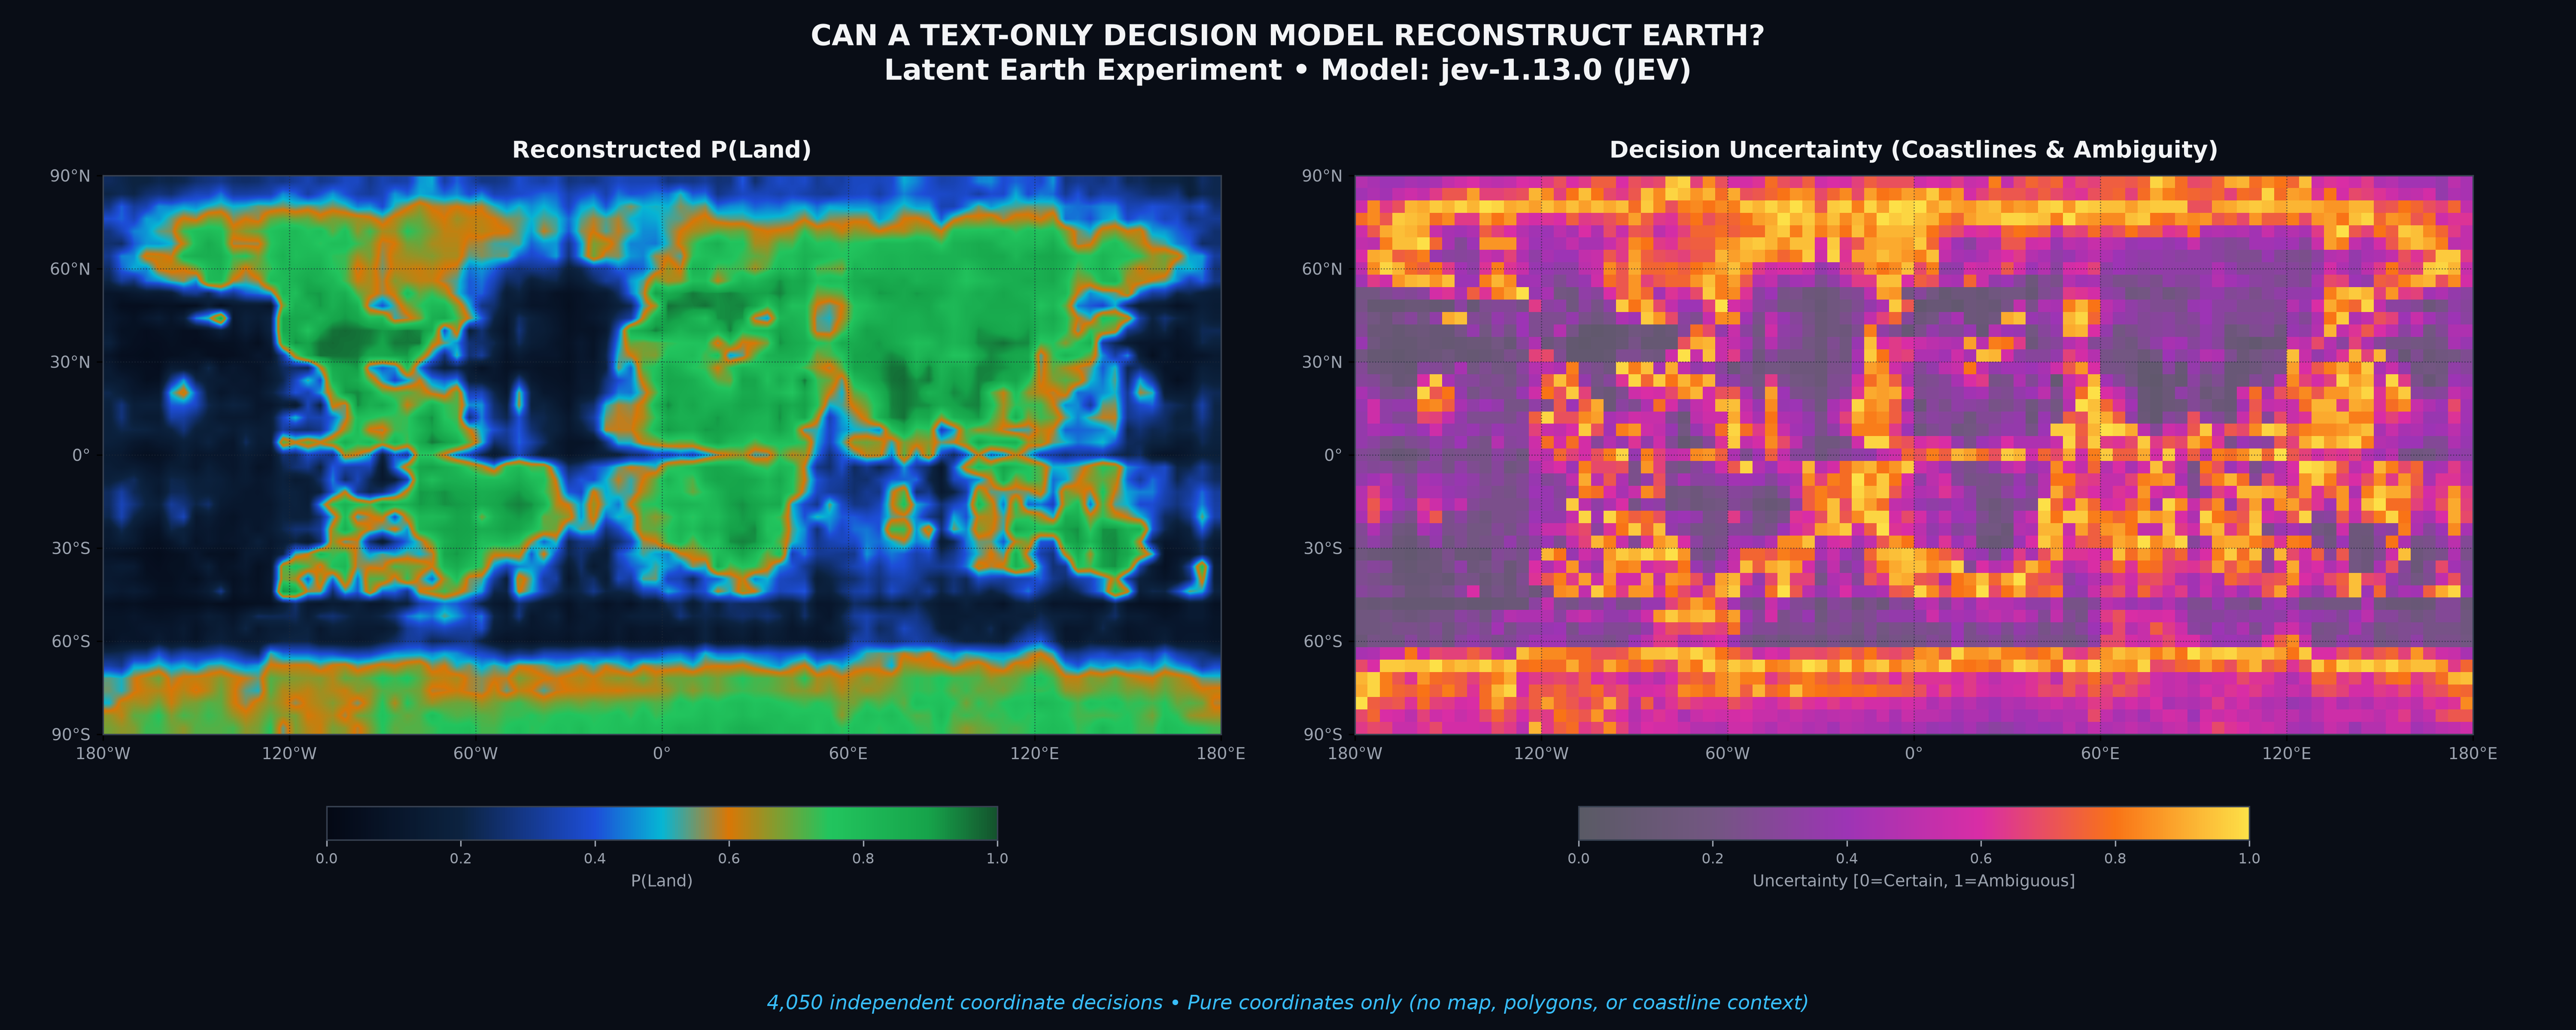 CAN A TEXT-ONLY DECISION MODEL RECONSTRUCT EARTH?
Latent Earth Experiment • Model: jev-1.13.0 (JEV)
Reconstructed P(Land)
90°N
60°N
30°N
0°
30°S
60°S
90°S
180°W 120°W 60°W 0° 60°E 120°E 180°E
0.0 0.2 0.4 0.6 0.8 1.0
P(Land)
Decision Uncertainty (Coastlines & Ambiguity)
90°N
60°N
30°N
0°
30°S
60°S
90°S
180°W 120°W 60°W 0° 60°E 120°E 180°E
0.0 0.2 0.4 0.6 0.8 1.0
Uncertainty [0=Certain, 1=Ambiguous]
4,050 independent coordinate decisions • Pure coordinates only (no map, polygons, or coastline context)